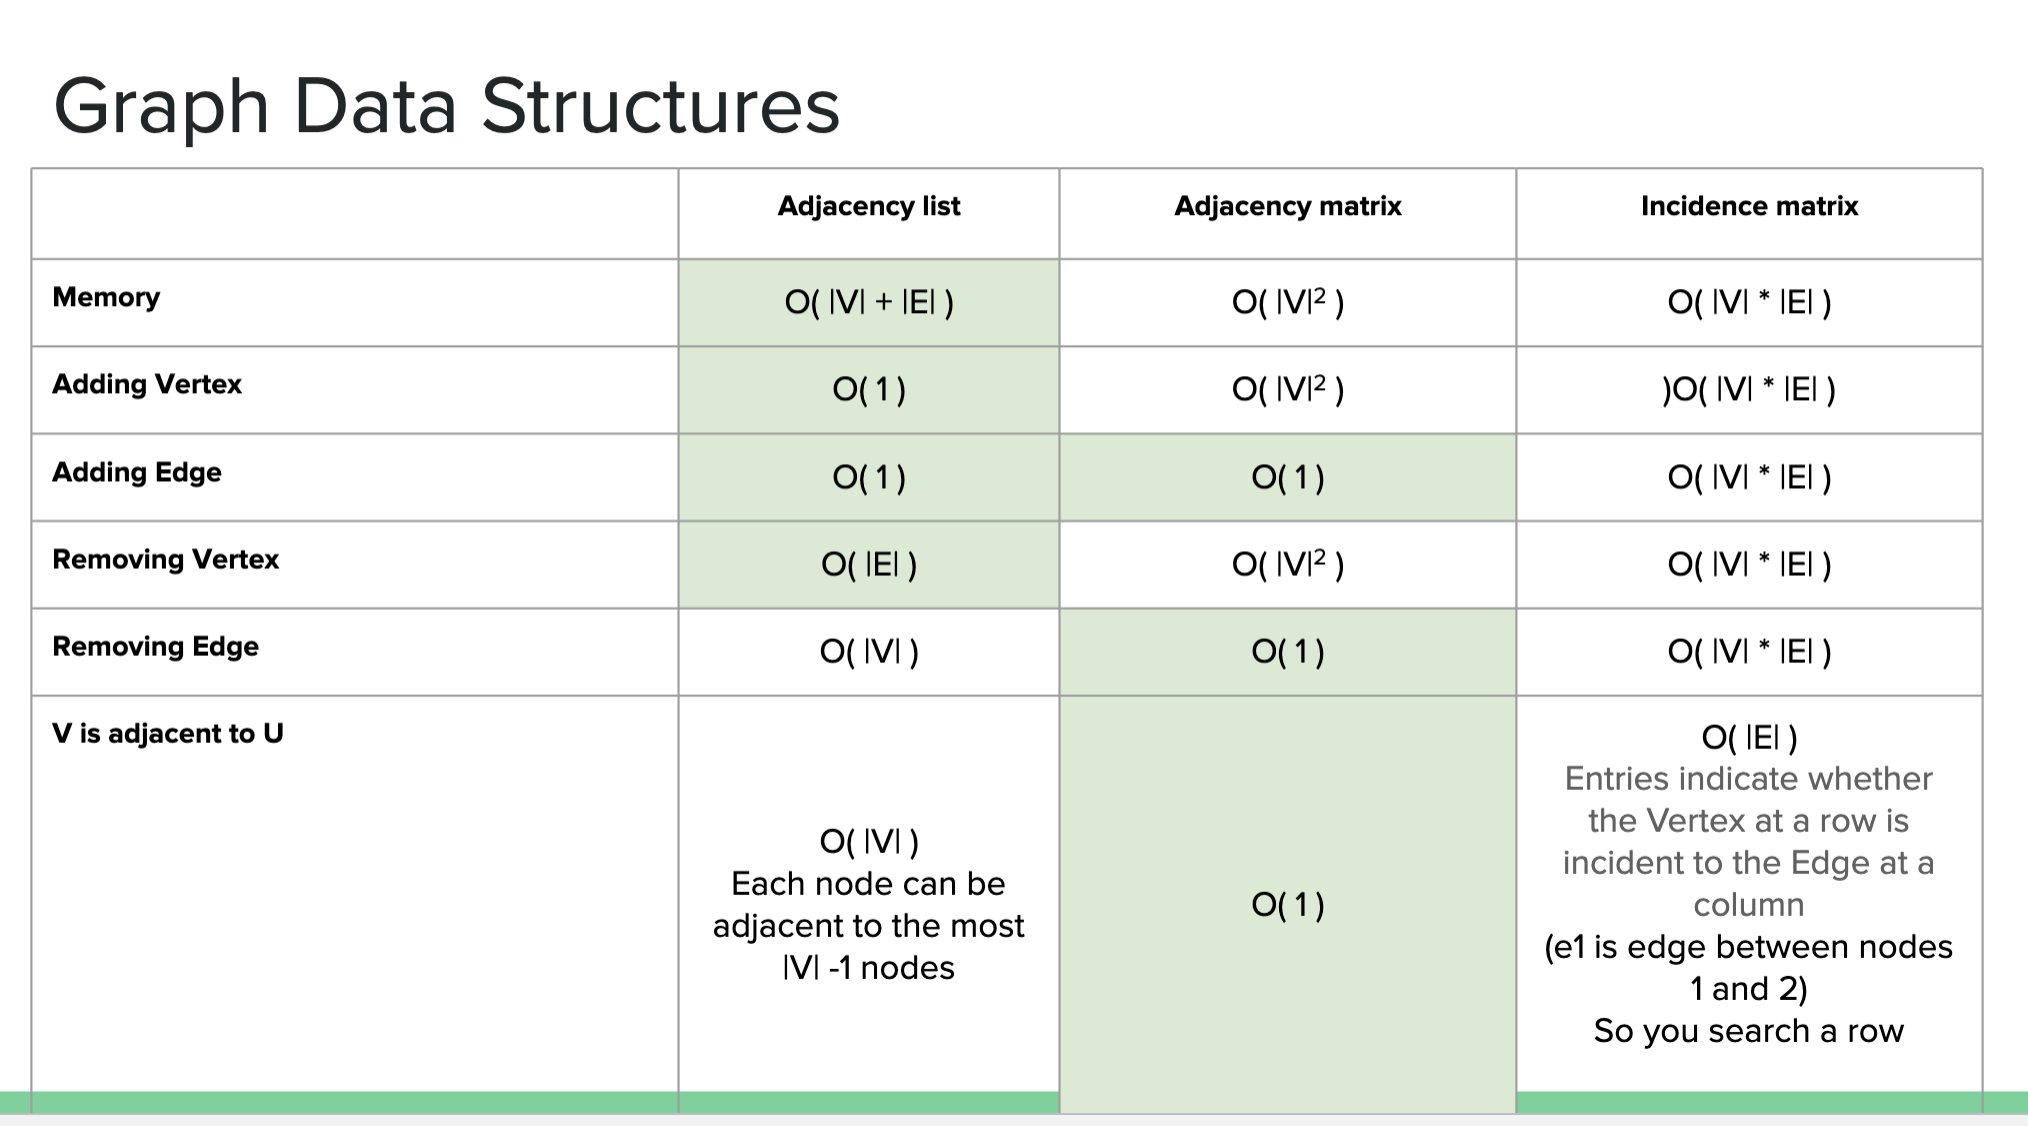 Graph Data Structures
Adjacency list Adjacency matrix Incidence matrix
Memory O( |V| + |E| ) O( |V|² ) O( |V| * |E| )
Adding Vertex O( 1 ) O( |V|² ) )O( |V| * |E| )
Adding Edge O( 1 ) O( 1 ) O( |V| * |E| )
Removing Vertex O( |E| ) O( |V|² ) O( |V| * |E| )
Removing Edge O( |V| ) O( 1 ) O( |V| * |E| )
V is adjacent to U
O( |V| )
Each node can be
adjacent to the most
|V| -1 nodes
O( 1 )
O( |E| )
Entries indicate whether
the Vertex at a row is
incident to the Edge at a
column
(e1 is edge between nodes
1 and 2)
So you search a row